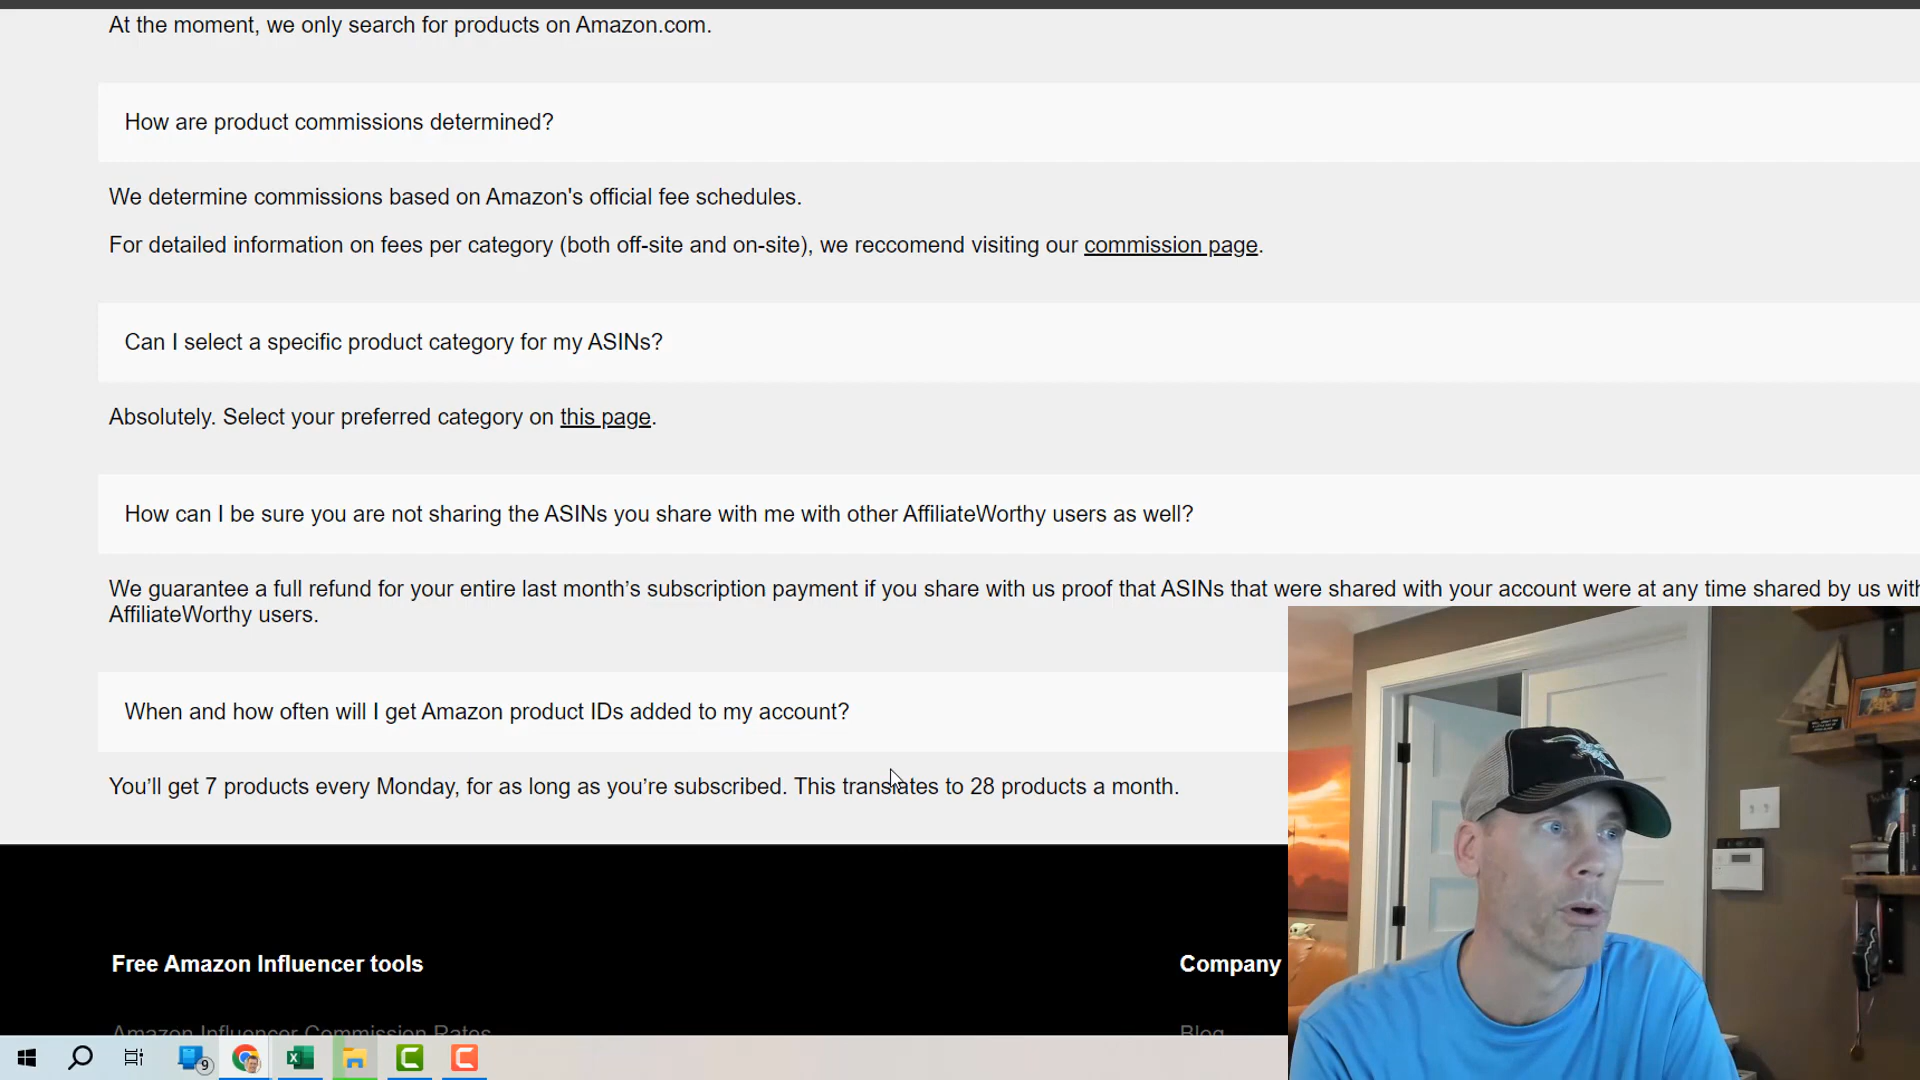 At the moment, we only search for products on Amazon.com.
How are product commissions determined?
We determine commissions based on Amazon's official fee schedules.
For detailed information on fees per category (both off-site and on-site), we reccomend visiting our commission page.
Can I select a specific product category for my ASINs?
Absolutely. Select your preferred category on this page.
How can I be sure you are not sharing the ASINs you share with me with other AffiliateWorthy users as well?
We guarantee a full refund for your entire last month’s subscription payment if you share with us proof that ASINs that were shared with your account were at any time shared by us with
AffiliateWorthy users.
When and how often will I get Amazon product IDs added to my account?
You’ll get 7 products every Monday, for as long as you’re subscribed. This translates to 28 products a month.
Free Amazon Influencer tools
Company
Amazon Influencer Commission Rates
Blog
9